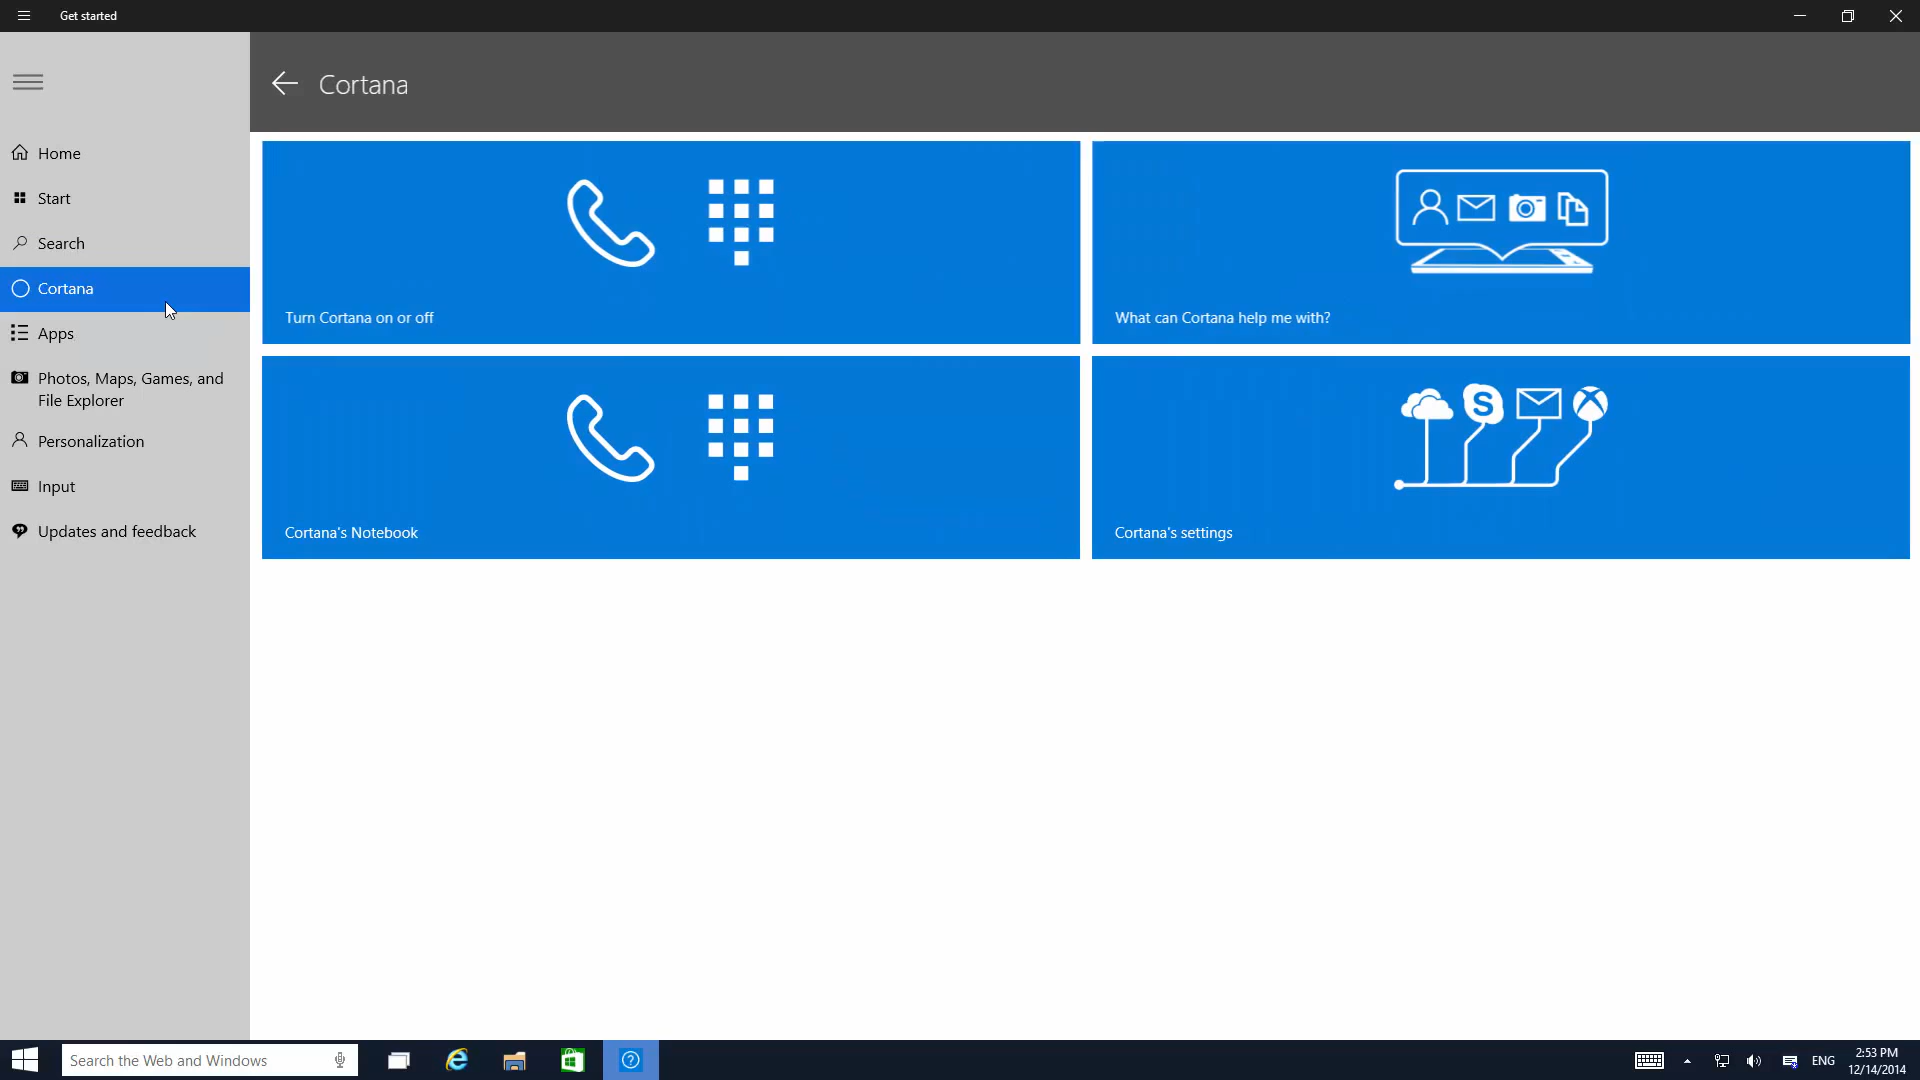 Get started
Cortana
Home
Start
Search
Cortana
Apps
Photos, Maps, Games, and
File Explorer
Personalization
Input
Updates and feedback
Turn Cortana on or off
What can Cortana help me with?
Cortana's Notebook
Cortana's settings
Search the Web and Windows
ENG
2:53 PM
12/14/2014